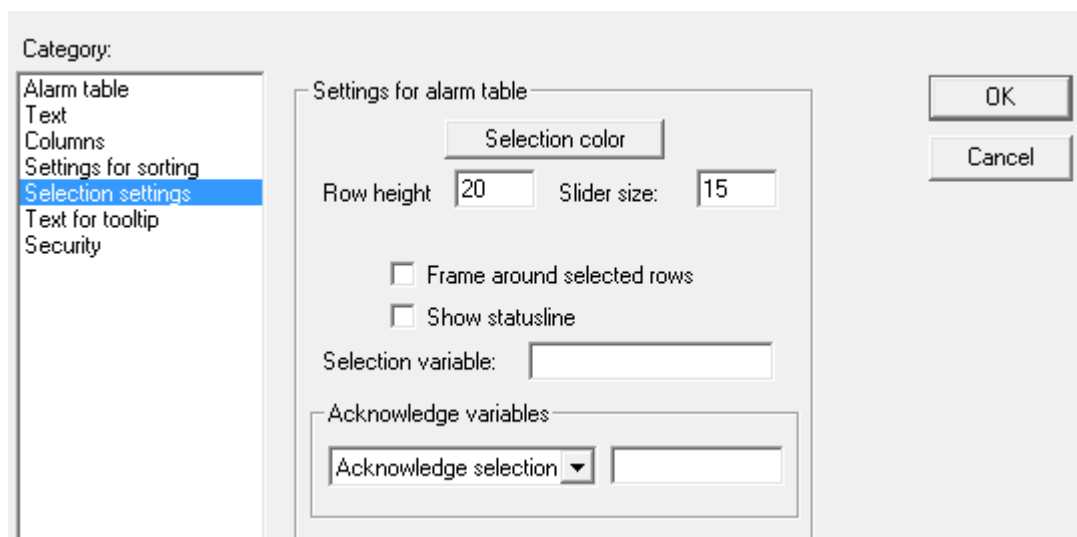 Category:
Alarm table
Text
Columns
Settings for sorting
Selection settings
Text for tooltip
Security
Settings for alarm table
Selection color
Row height 20 Slider size: 15
Frame around selected rows
Show statusline
Selection variable:
Acknowledge variables
Acknowledge selection
OK
Cancel